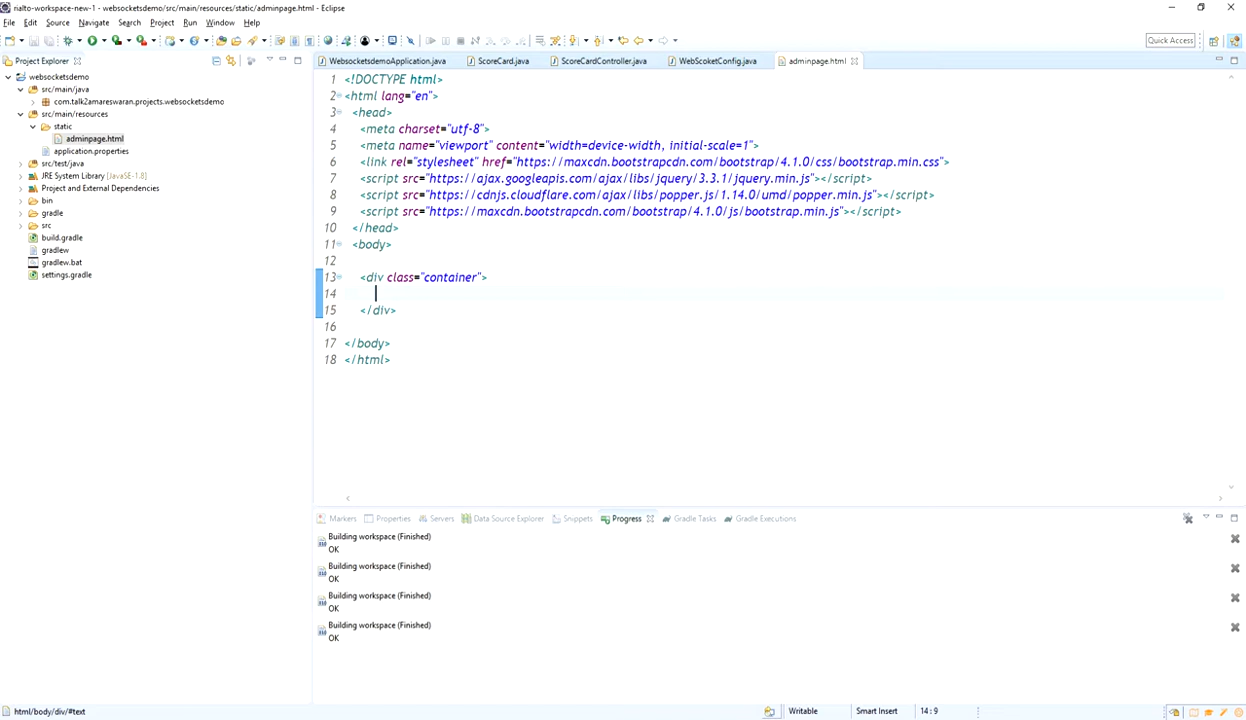 rialto-workspace-new-1 - websocketsdemo/src/main/resources/static/adminpage.html - Eclipse
File Edit Source Navigate Search Project Run Window Help
Quick Access
Project Explorer
websocketsdemo
src/main/java
com.talk2amareswaran.projects.websocketsdemo
src/main/resources
static
adminpage.html
application.properties
src/test/java
JRE System Library [JavaSE-1.8]
Project and External Dependencies
bin
gradle
src
build.gradle
gradlew
gradlew.bat
settings.gradle
WebsocketsdemoApplication.java ScoreCard.java ScoreCardController.java WebScoketConfig.java adminpage.html
1 <!DOCTYPE html>
2 <html lang="en">
3 <head>
4 <meta charset="utf-8">
5 <meta name="viewport" content="width=device-width, initial-scale=1">
6 <link rel="stylesheet" href="https://maxcdn.bootstrapcdn.com/bootstrap/4.1.0/css/bootstrap.min.css">
7 <script src="https://ajax.googleapis.com/ajax/libs/jquery/3.3.1/jquery.min.js"></script>
8 <script src="https://cdnjs.cloudflare.com/ajax/libs/popper.js/1.14.0/umd/popper.min.js"></script>
9 <script src="https://maxcdn.bootstrapcdn.com/bootstrap/4.1.0/js/bootstrap.min.js"></script>
10 </head>
11 <body>
12
13 <div class="container">
14
15 </div>
16
17 </body>
18 </html>
Markers Properties Servers Data Source Explorer Snippets Progress Gradle Tasks Gradle Executions
Building workspace (Finished)
OK
Building workspace (Finished)
OK
Building workspace (Finished)
OK
Building workspace (Finished)
OK
html/body/div/#text Writable Smart Insert 14 : 9